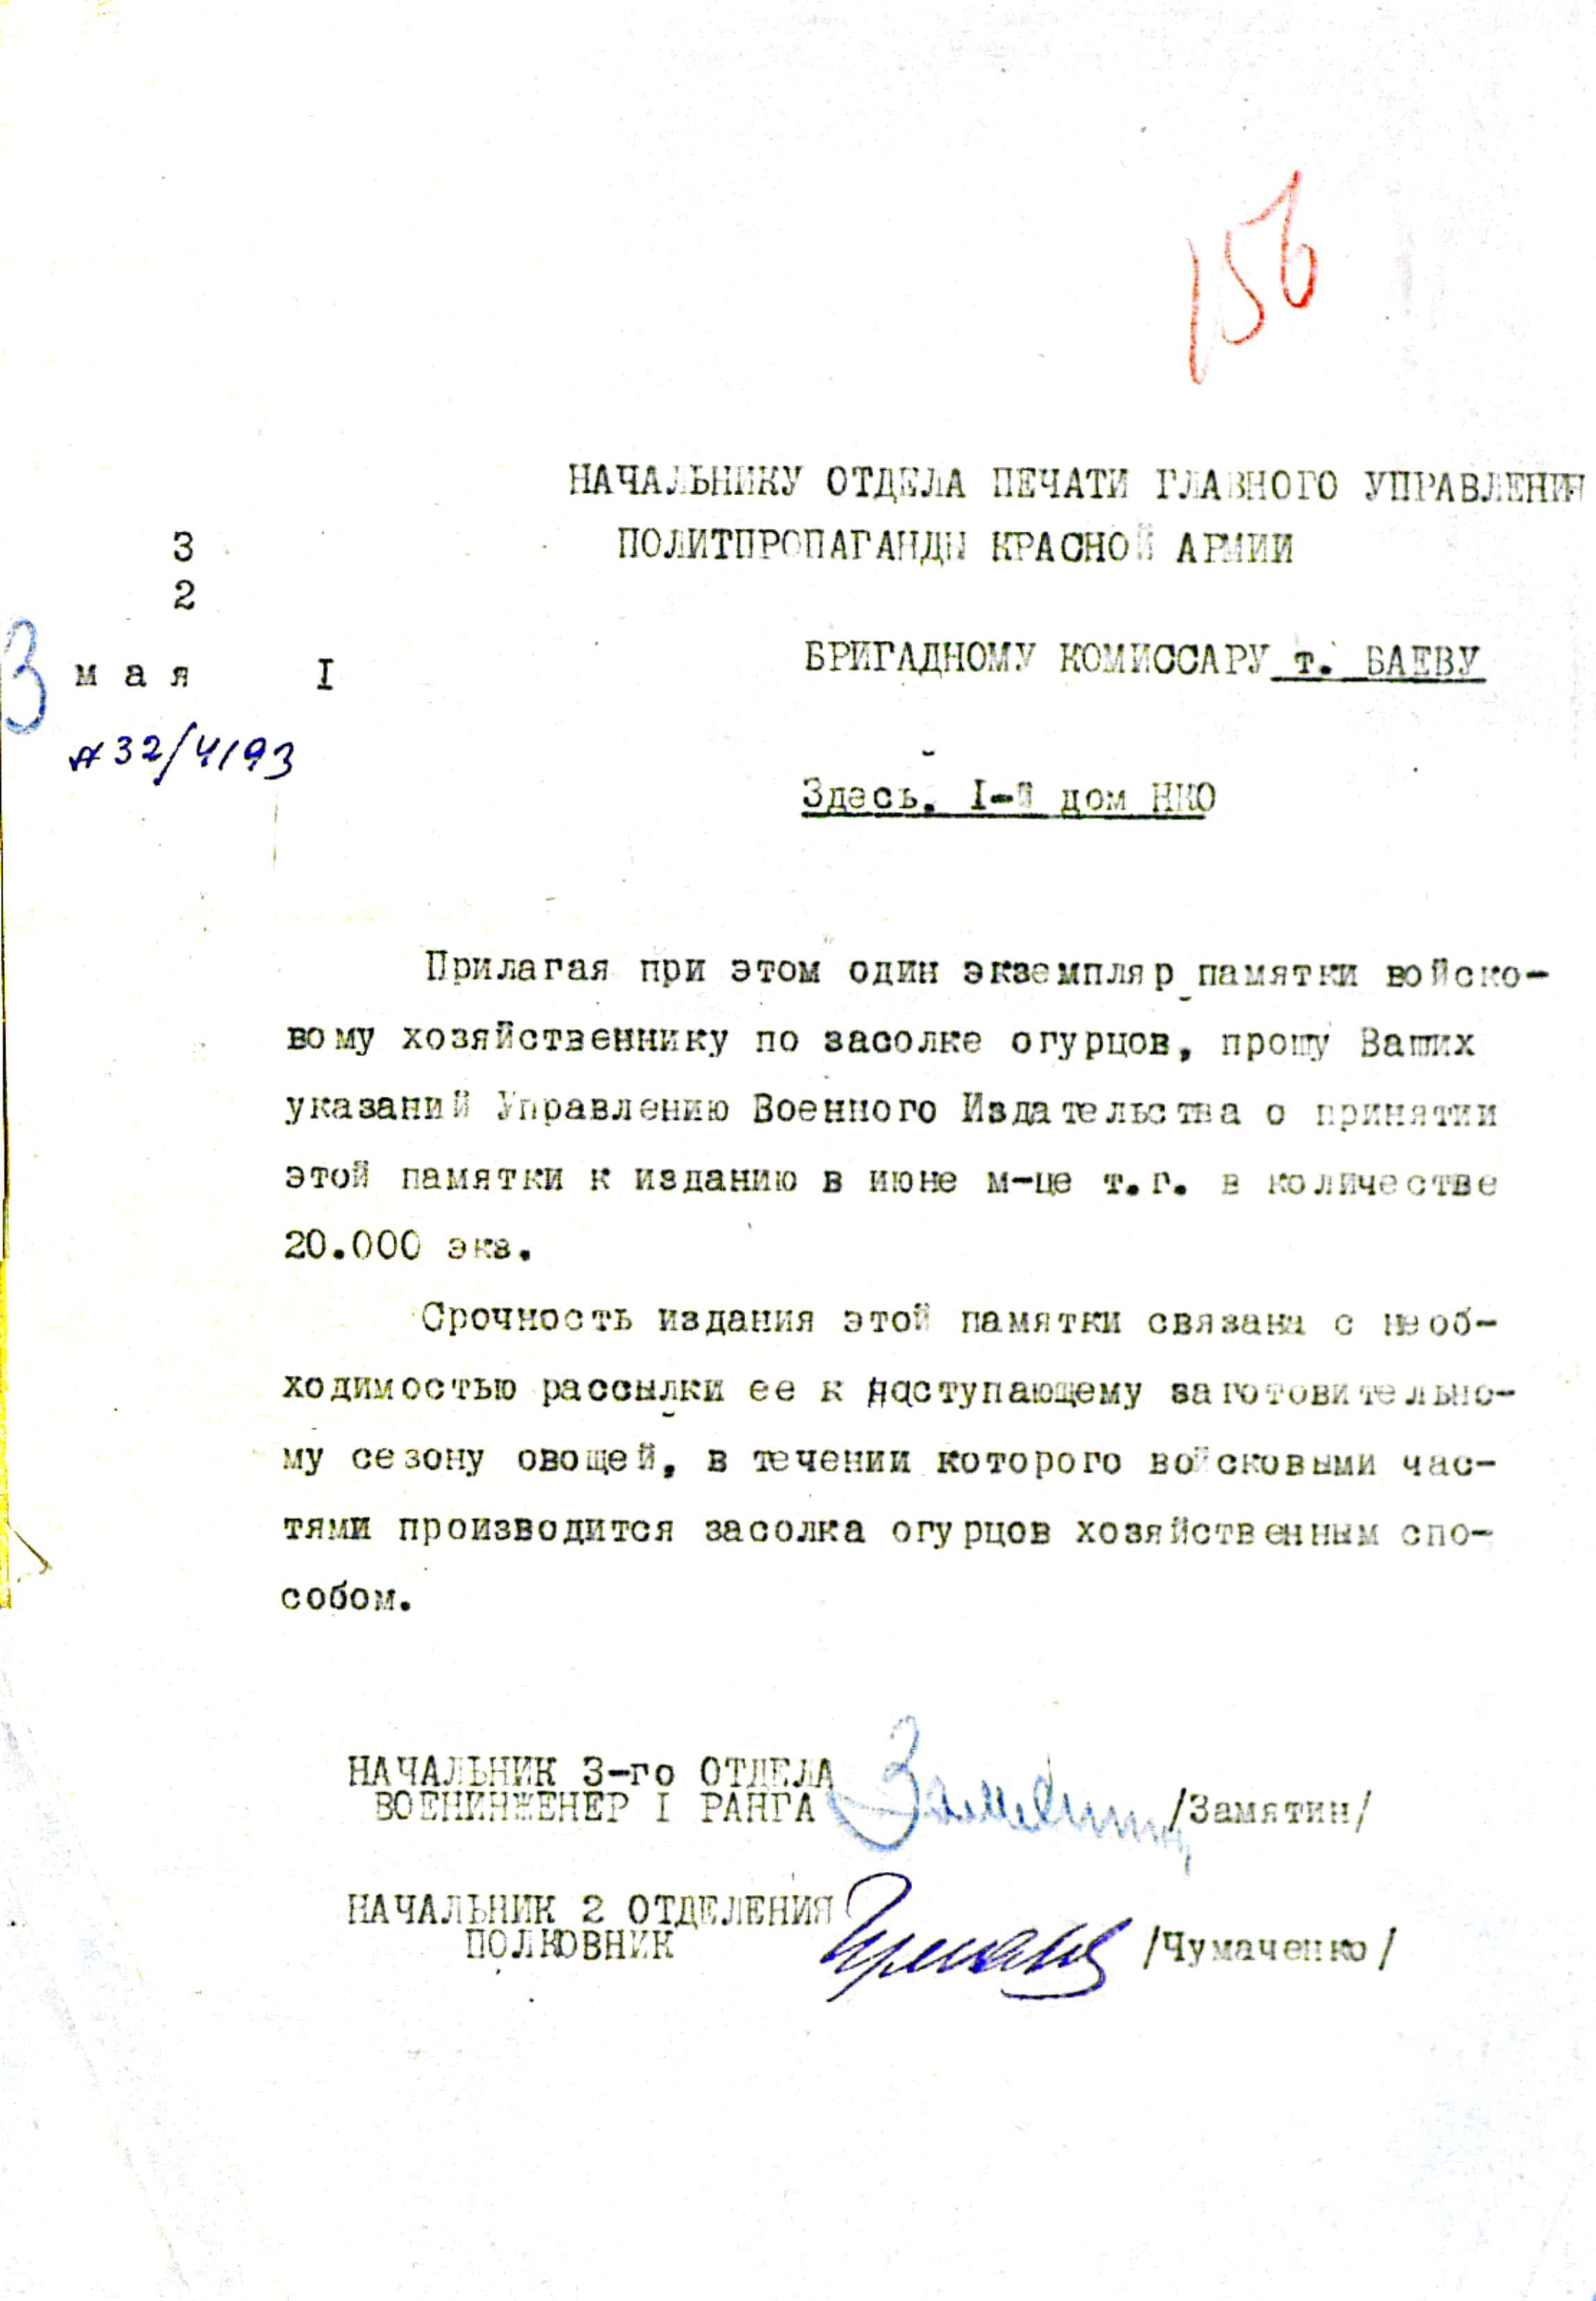 156
НАЧАЛЬНИКУ ОТДЕЛА ПЕЧАТИ ГЛАВНОГО УПРАВЛЕНИЯ
ПОЛИТПРОПАГАНДЫ КРАСНОЙ АРМИИ
3
2
БРИГАДНОМУ КОМИССАРУ т. БАЕВУ
3 мая I
32/4193
Здесь, I-й дом НКО
Прилагая при этом один экземпляр памятки войско-
вому хозяйственнику по засолке огурцов, прошу Ваших
указаний Управлению Военного Издательства о принятии
этой памятки к изданию в июне м-це т.г. в количестве
20.000 экз.
Срочность издания этой памятки связана с необ-
ходимостью рассылки ее к наступающему заготовительно-
му сезону овощей, в течении которого войсковыми час-
тями производится засолка огурцов хозяйственным спо-
собом.
НАЧАЛЬНИК 3-го ОТДЕЛА
ВОЕНИНЖЕНЕР I РАНГА Замятин /Замятин/
НАЧАЛЬНИК 2 ОТДЕЛЕНИЯ
ПОЛКОВНИК /Чумаченко/